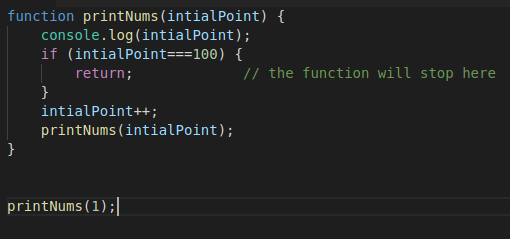 function printNums(intialPoint) {
    console.log(intialPoint);
    if (intialPoint===100) {
        return;            // the function will stop here
    }
    intialPoint++;
    printNums(intialPoint);
}
printNums(1);